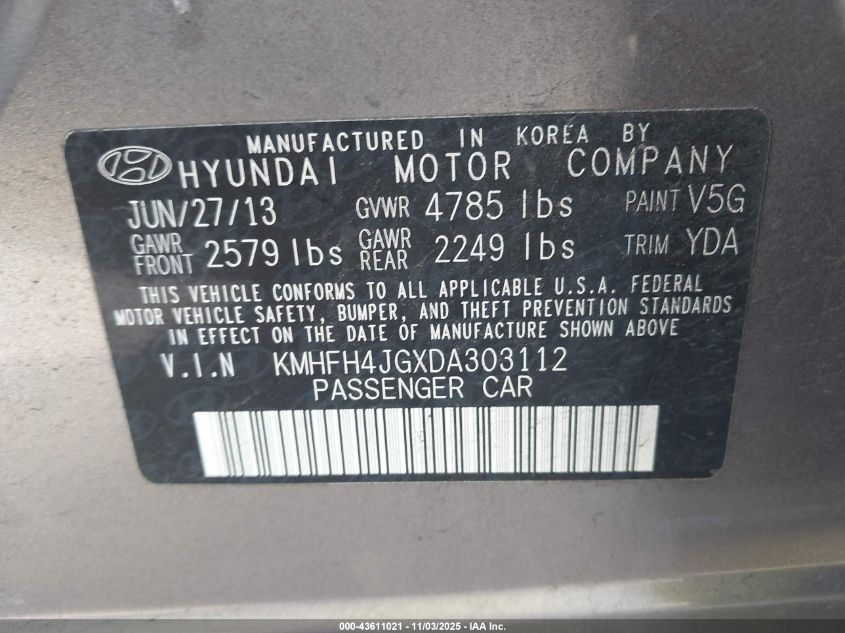 MANUFACTURED IN KOREA BY
HYUNDAI MOTOR COMPANY
JUN/27/13 GVWR 4785 lbs PAINT V5G
GAWR FRONT 2579 lbs GAWR REAR 2249 lbs TRIM YDA
THIS VEHICLE CONFORMS TO ALL APPLICABLE U.S.A. FEDERAL
MOTOR VEHICLE SAFETY, BUMPER, AND THEFT PREVENTION STANDARDS
IN EFFECT ON THE DATE OF MANUFACTURE SHOWN ABOVE
V.I.N KMHFH4JGXDA303112
PASSENGER CAR
000-43611021 - 11/03/2025 - IAA Inc.